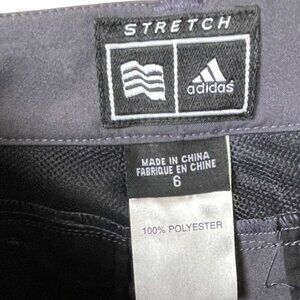 STRETCH
adidas
MADE IN CHINA
FABRIQUE EN CHINE
6
100% POLYESTER